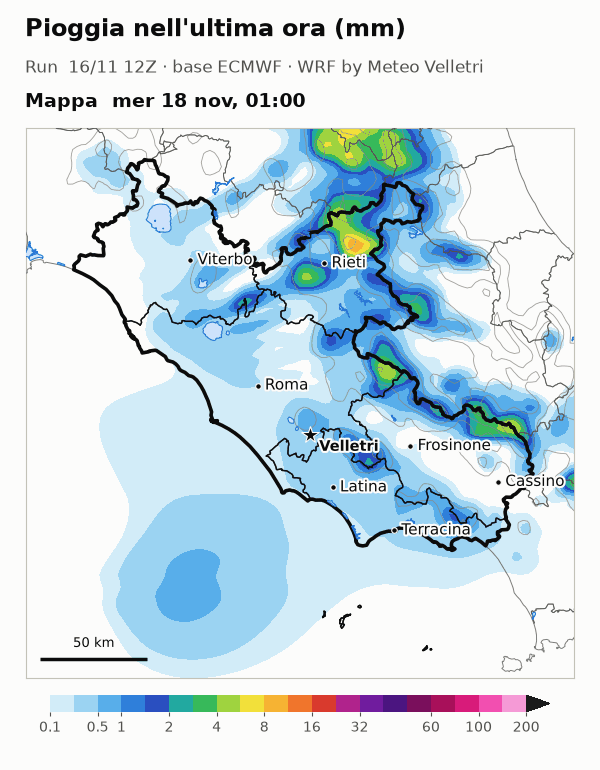 Pioggia nell'ultima ora (mm)
Run  16/11 12Z · base ECMWF · WRF by Meteo Velletri
Mappa  mer 18 nov, 01:00
Viterbo
Rieti
Roma
Velletri
Frosinone
Latina
Cassino
Terracina
50 km
0.1 0.5 1 2 4 8 16 32 60 100 200